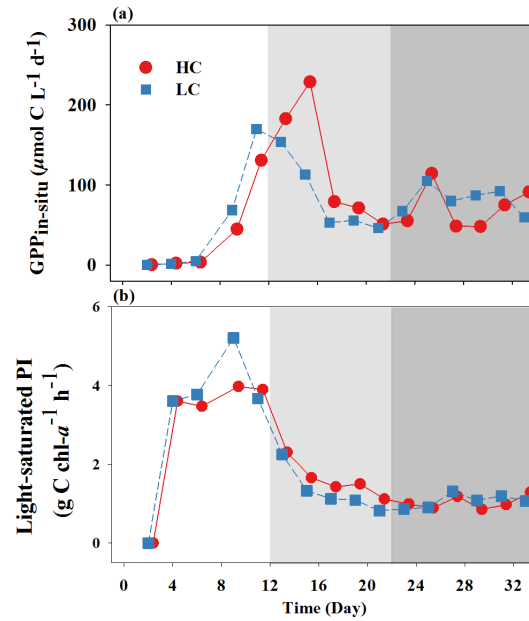 (a)
300
200
100
0
GPPin-situ (μmol C L-1 d-1)
HC
LC
(b)
6
4
2
0
Light-saturated PI
(g C chl-a-1 h-1)
0 4 8 12 16 20 24 28 32
Time (Day)